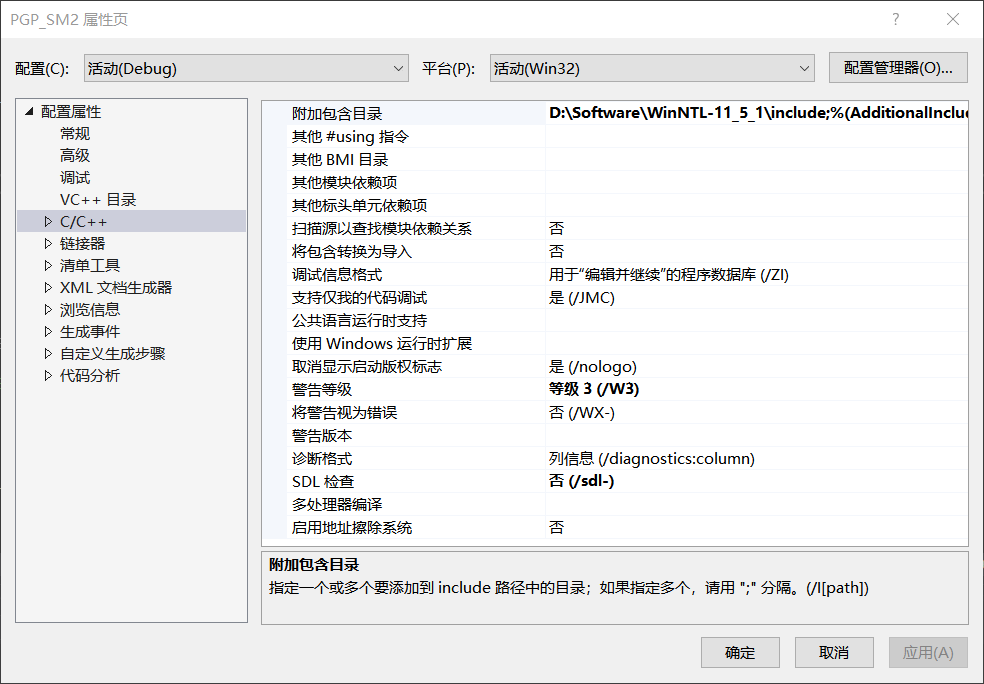 PGP_SM2 属性页
?
配置(C): 活动(Debug) 平台(P): 活动(Win32) 配置管理器(O)...
配置属性
常规
高级
调试
VC++ 目录
C/C++
链接器
清单工具
XML 文档生成器
浏览信息
生成事件
自定义生成步骤
代码分析
附加包含目录 D:\Software\WinNTL-11_5_1\include;%(AdditionalInclu
其他 #using 指令
其他 BMI 目录
其他模块依赖项
其他标头单元依赖项
扫描源以查找模块依赖关系 否
将包含转换为导入 否
调试信息格式 用于“编辑并继续”的程序数据库 (/ZI)
支持仅我的代码调试 是 (/JMC)
公共语言运行时支持
使用 Windows 运行时扩展
取消显示启动版权标志 是 (/nologo)
警告等级 等级 3 (/W3)
将警告视为错误 否 (/WX-)
警告版本
诊断格式 列信息 (/diagnostics:column)
SDL 检查 否 (/sdl-)
多处理器编译
启用地址擦除系统 否
附加包含目录
指定一个或多个要添加到 include 路径中的目录；如果指定多个，请用 ";" 分隔。(/I[path])
确定 取消 应用(A)